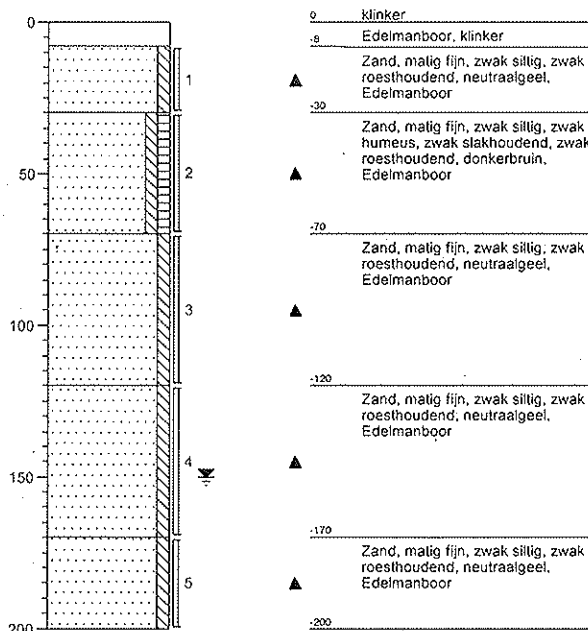 0
50
100
150
200
1
2
3
4
5
0
klinker
-8
Edelmanboor, klinker
Zand, matig fijn, zwak siltig, zwak
roesthoudend, neutraalgeel,
Edelmanboor
-30
Zand, matig fijn, zwak siltig, zwak
humeus, zwak slakhoudend, zwak
roesthoudend, donkerbruin,
Edelmanboor
-70
Zand, matig fijn, zwak siltig, zwak
roesthoudend, neutraalgeel,
Edelmanboor
-120
Zand, matig fijn, zwak siltig, zwak
roesthoudend, neutraalgeel,
Edelmanboor
-170
Zand, matig fijn, zwak siltig, zwak
roesthoudend, neutraalgeel,
Edelmanboor
-200